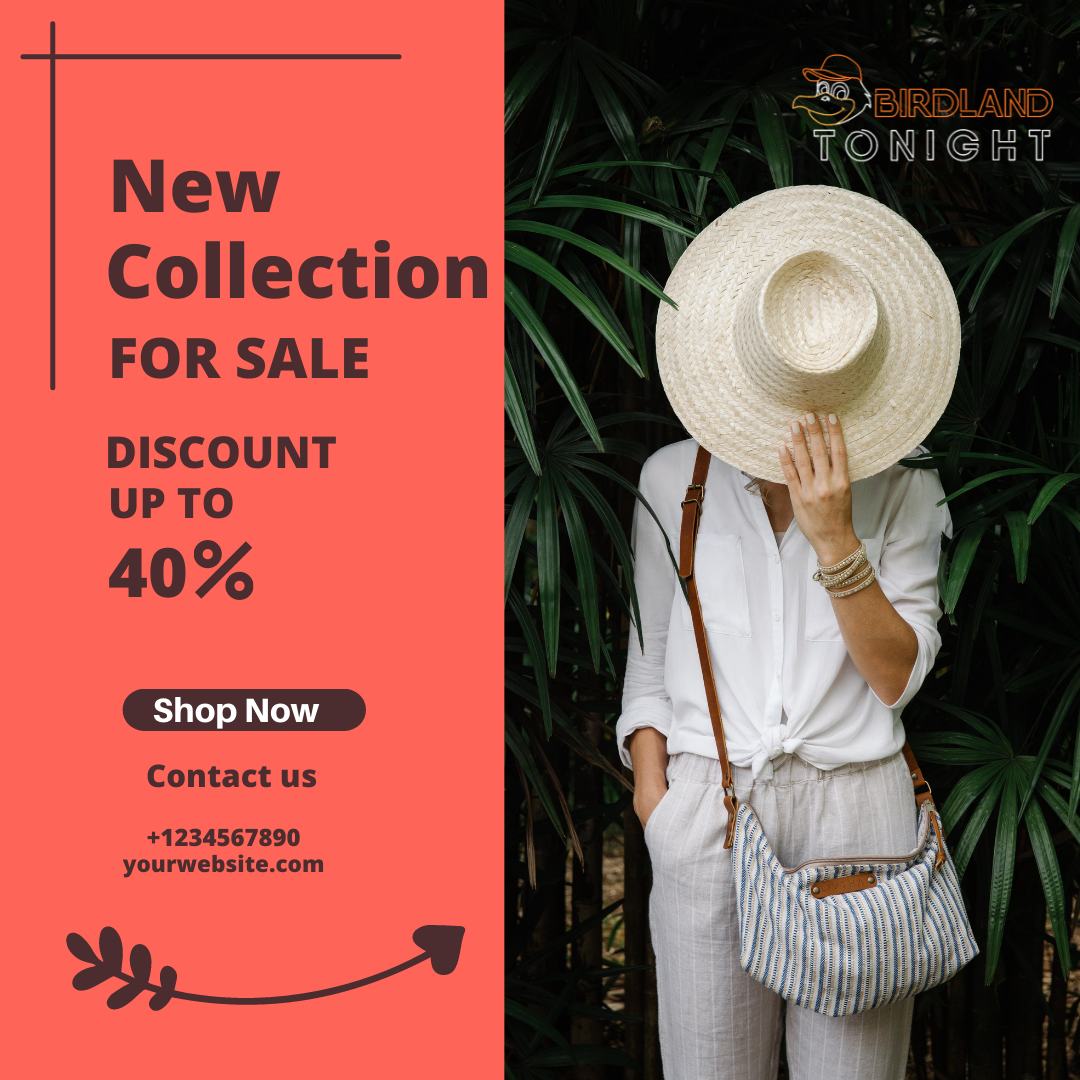 New
Collection
FOR SALE
DISCOUNT
UP TO
40%
Shop Now
Contact us
+1234567890
yourwebsite.com
BIRDLAND
TONIGHT